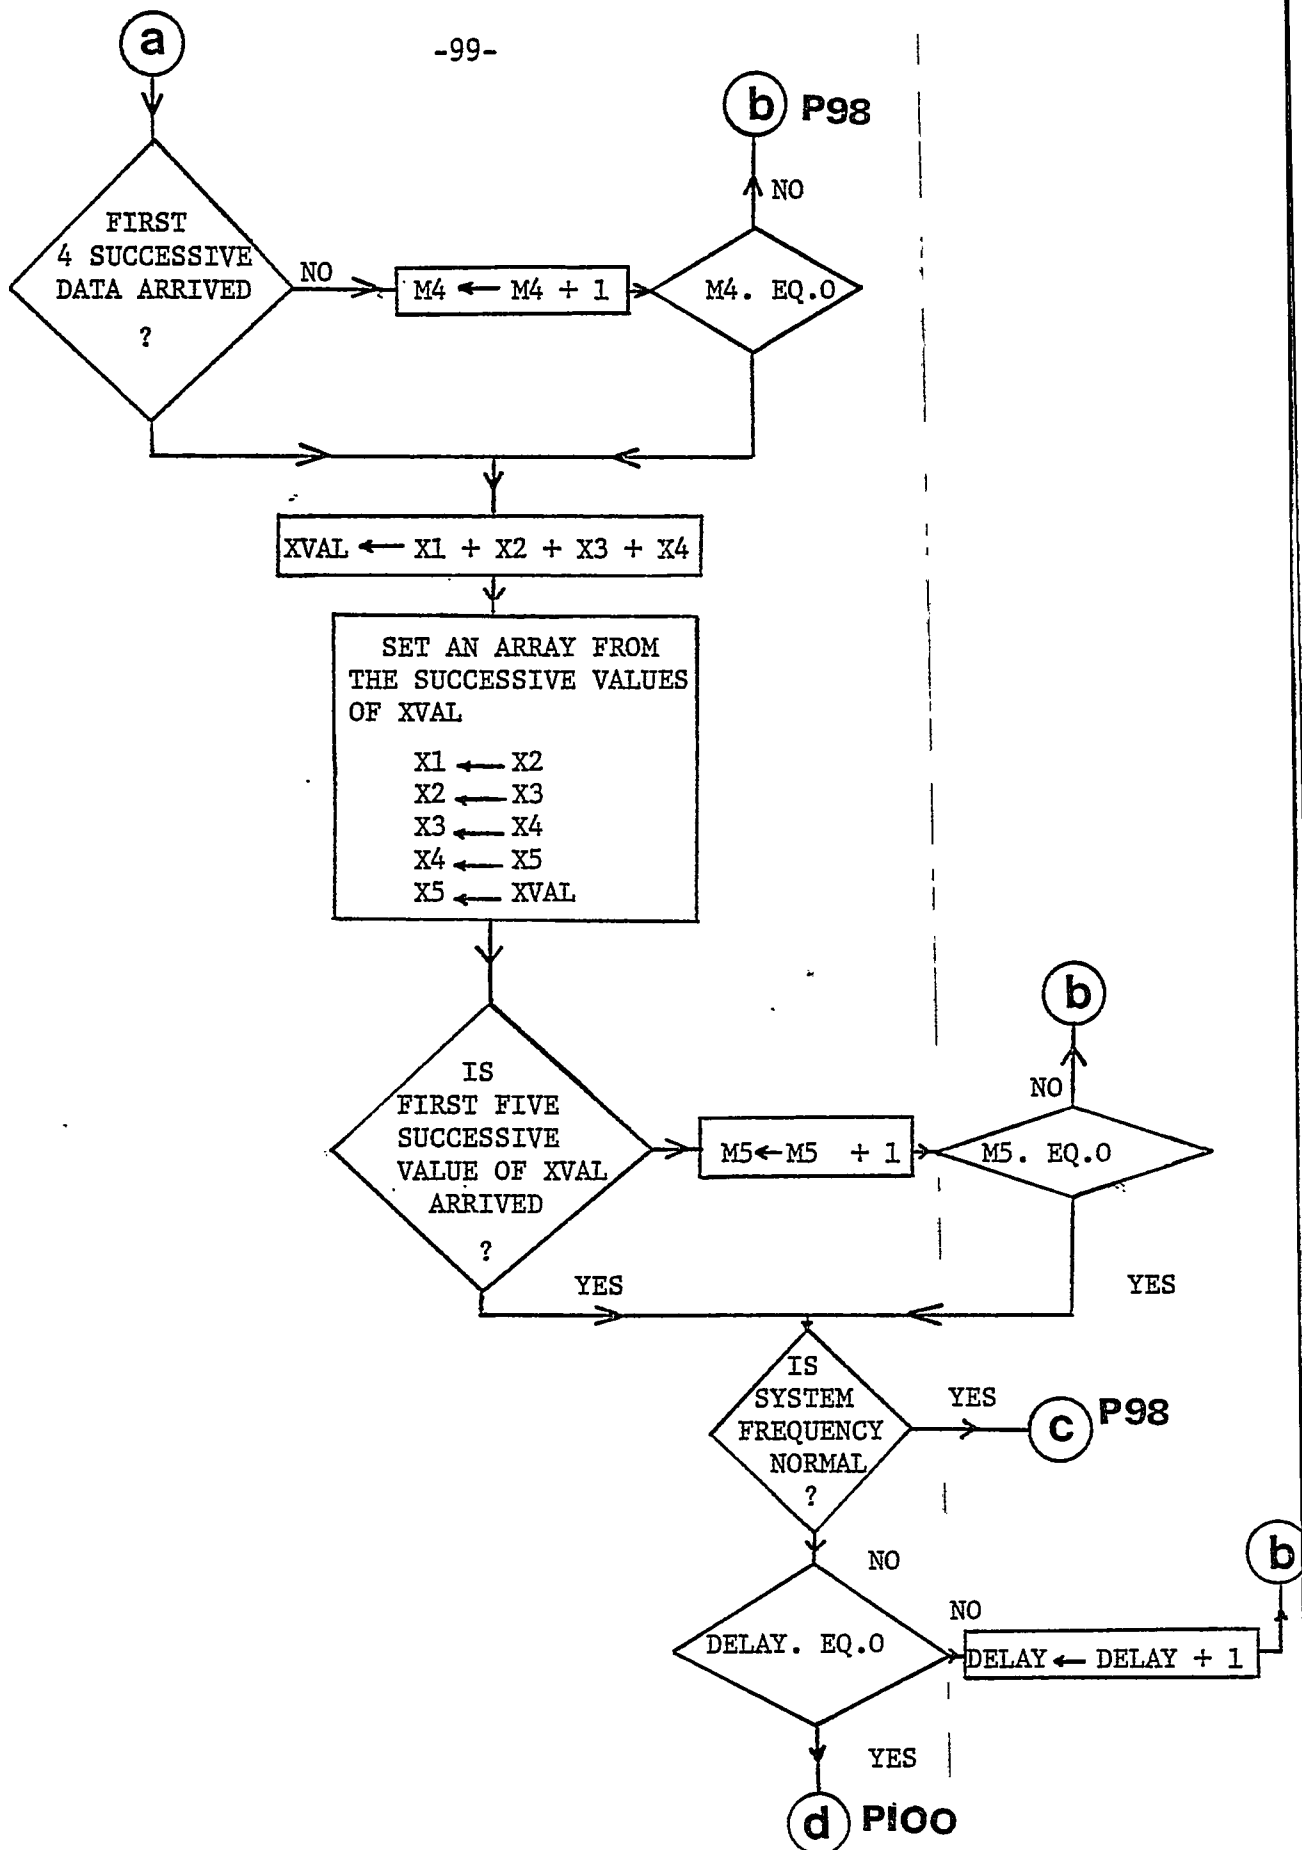 a
-99-
b P98
NO
FIRST
4 SUCCESSIVE
DATA ARRIVED
?
NO
M4 ← M4 + 1
M4. EQ.0
XVAL ← X1 + X2 + X3 + X4
SET AN ARRAY FROM
THE SUCCESSIVE VALUES
OF XVAL
X1 ← X2
X2 ← X3
X3 ← X4
X4 ← X5
X5 ← XVAL
b
NO
IS
FIRST FIVE
SUCCESSIVE
VALUE OF XVAL
ARRIVED
?
M5←M5 + 1
M5. EQ.0
YES
YES
IS
SYSTEM
FREQUENCY
NORMAL
?
YES
c P98
NO
b
DELAY. EQ.0
NO
DELAY ← DELAY + 1
YES
d P100